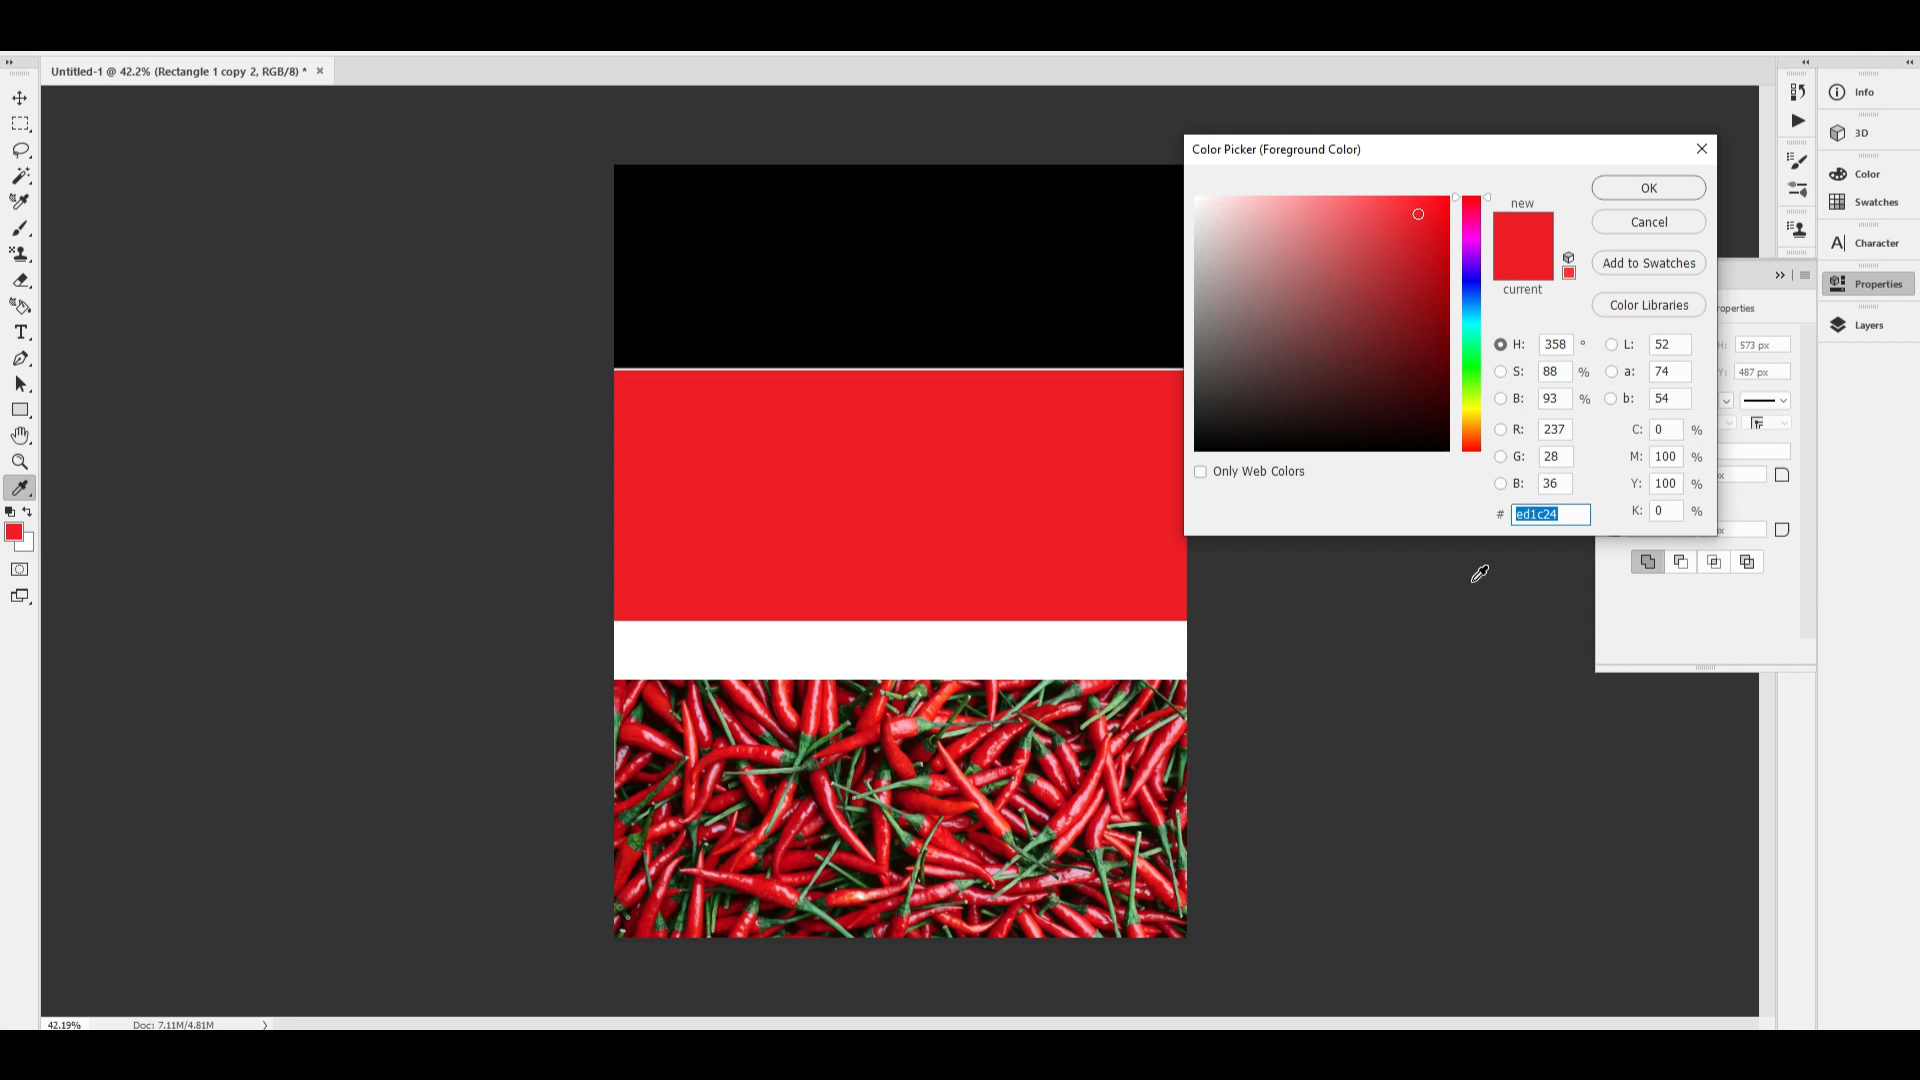 Untitled-1 @ 42.2% (Rectangle 1 copy 2, RGB/8) *
Info
3D
Color
Swatches
Character
Properties
Layers
Color Picker (Foreground Color)
new
current
OK
Cancel
Add to Swatches
Color Libraries
H: 358 °
S: 88 %
B: 93 %
R: 237
G: 28
B: 36
# ed1c24
L: 52
a: 74
b: 54
C: 0 %
M: 100 %
Y: 100 %
K: 0 %
Only Web Colors
roperties
H: 573 px
Y: 487 px
42.19%
Doc: 7.11M/4.81M